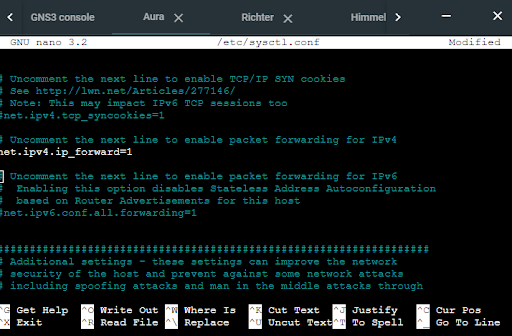 GNS3 console
Aura
Richter
Himmel
GNU nano 3.2 /etc/sysctl.conf Modified
# Uncomment the next line to enable TCP/IP SYN cookies
# See http://lwn.net/Articles/277146/
# Note: This may impact IPv6 TCP sessions too
#net.ipv4.tcp_syncookies=1
# Uncomment the next line to enable packet forwarding for IPv4
net.ipv4.ip_forward=1
# Uncomment the next line to enable packet forwarding for IPv6
#  Enabling this option disables Stateless Address Autoconfiguration
#  based on Router Advertisements for this host
#net.ipv6.conf.all.forwarding=1
###################################################################
# Additional settings - these settings can improve the network
# security of the host and prevent against some network attacks
# including spoofing attacks and man in the middle attacks through
^G Get Help ^O Write Out ^W Where Is ^K Cut Text ^J Justify ^C Cur Pos
^X Exit ^R Read File ^\ Replace ^U Uncut Text ^T To Spell ^_ Go To Line